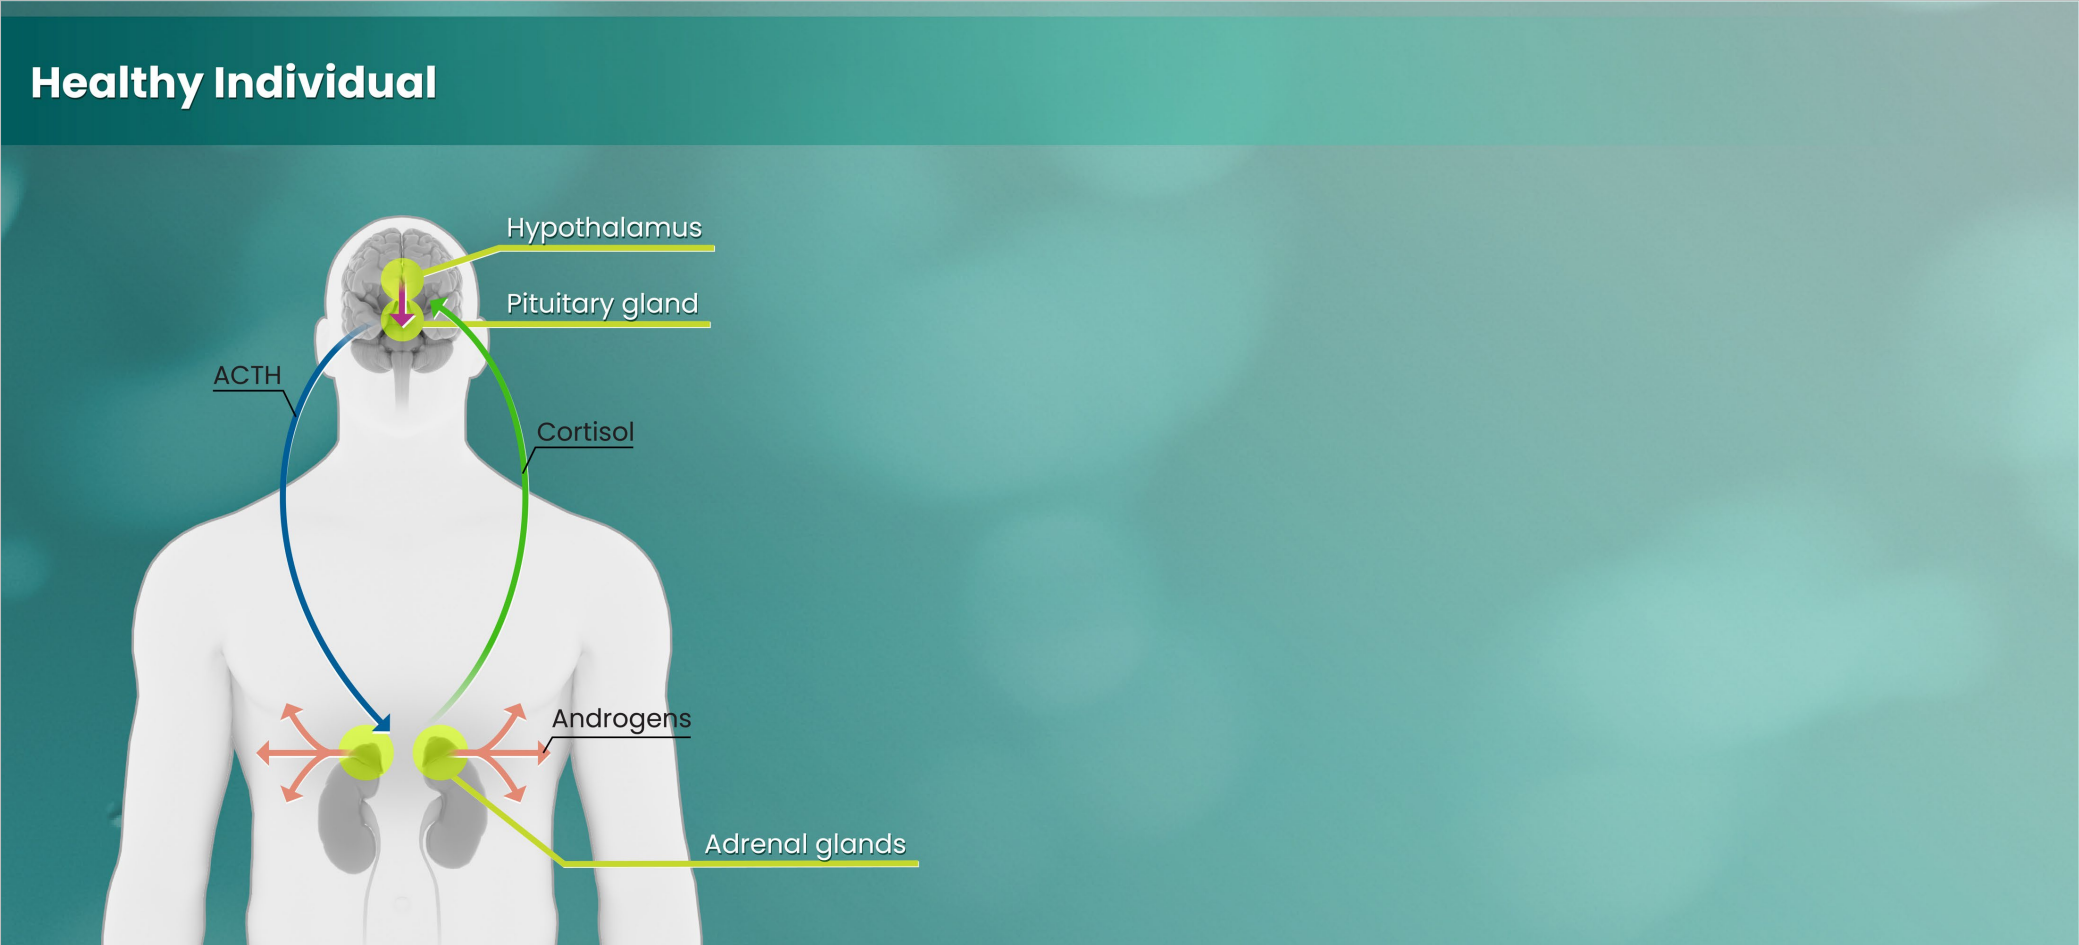 Healthy Individual
Hypothalamus
Pituitary gland
ACTH
Cortisol
Androgens
Adrenal glands